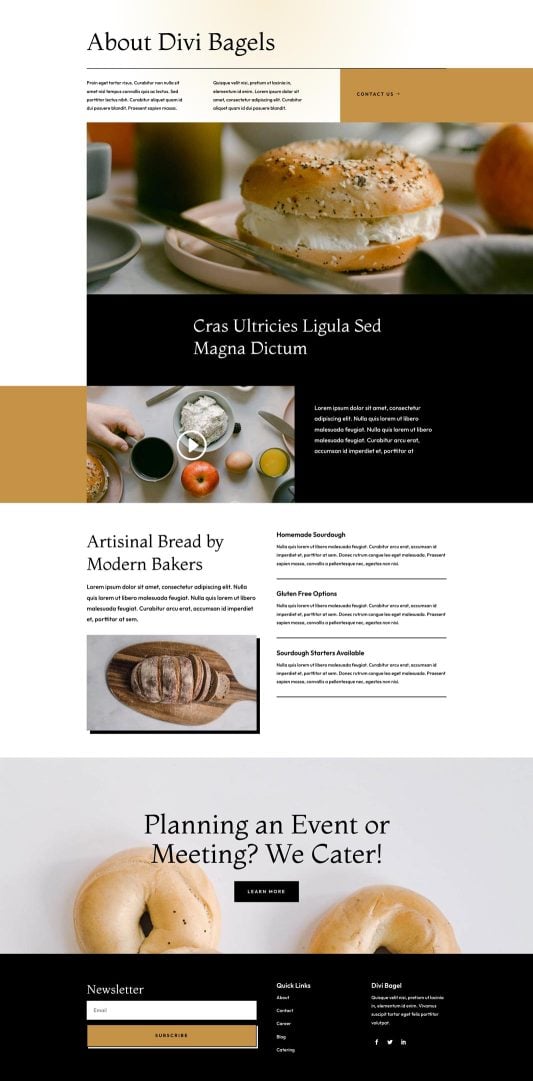 About Divi Bagels
Proin eget tortor risus. Curabitur non nulla sit
amet nisl tempus convallis quis ac lectus. Sed
porttitor lectus nibh. Curabitur aliquet quam id
dui posuere blandit. Praesent sapien massa.
Quisque velit nisi, pretium ut lacinia in,
elementum id enim. Lorem ipsum dolor sit
amet, consectetur adipiscing elit. Curabitur
aliquet quam id dui posuere blandit.
CONTACT US →
Cras Ultricies Ligula Sed
Magna Dictum
Lorem ipsum dolor sit amet, consectetur
adipiscing elit. Nulla quis lorem ut libero
malesuada feugiat. Nulla quis lorem ut libero
malesuada feugiat. Curabitur arcu erat,
accumsan id imperdiet et, porttitor at
Artisinal Bread by
Modern Bakers
Lorem ipsum dolor sit amet, consectetur adipiscing elit. Nulla
quis lorem ut libero malesuada feugiat. Nulla quis lorem ut libero
malesuada feugiat. Curabitur arcu erat, accumsan id imperdiet
et, porttitor at sem.
Homemade Sourdough
Nulla quis lorem ut libero malesuada feugiat. Curabitur arcu erat, accumsan id
imperdiet et, porttitor at sem. Donec rutrum congue leo eget malesuada. Praesent
sapien massa, convallis a pellentesque nec, egestas non nisi.
Gluten Free Options
Nulla quis lorem ut libero malesuada feugiat. Curabitur arcu erat, accumsan id
imperdiet et, porttitor at sem. Donec rutrum congue leo eget malesuada. Praesent
sapien massa, convallis a pellentesque nec, egestas non nisi.
Sourdough Starters Available
Nulla quis lorem ut libero malesuada feugiat. Curabitur arcu erat, accumsan id
imperdiet et, porttitor at sem. Donec rutrum congue leo eget malesuada. Praesent
sapien massa, convallis a pellentesque nec, egestas non nisi.
Planning an Event or
Meeting? We Cater!
LEARN MORE
Newsletter
Email
SUBSCRIBE
Quick Links
About
Contact
Career
Blog
Catering
Divi Bagel
Quisque velit nisi, pretium ut lacinia
in, elementum id enim. Vivamus
suscipit tortor eget felis porttitor
volutpat.